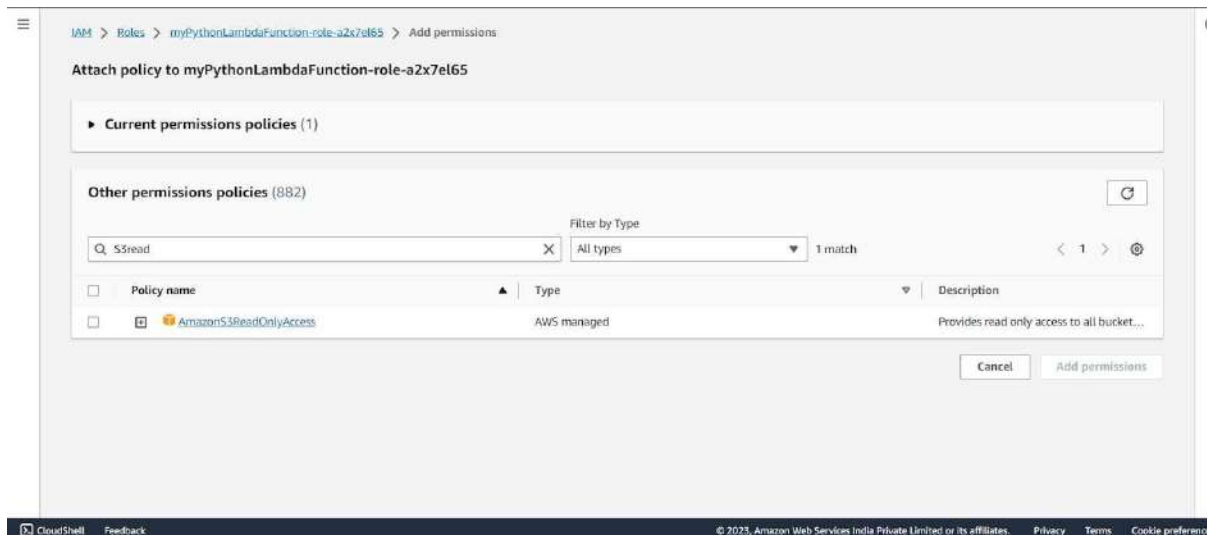 IAM > Roles > myPythonLambdaFunction-role-a2x7el65 > Add permissions
Attach policy to myPythonLambdaFunction-role-a2x7el65
Current permissions policies (1)
Other permissions policies (882)
Filter by Type
S3read All types 1 match 1
Policy name Type Description
AmazonS3ReadOnlyAccess AWS managed Provides read only access to all bucket...
Cancel Add permissions
CloudShell Feedback © 2023, Amazon Web Services India Private Limited or its affiliates. Privacy Terms Cookie preferenc